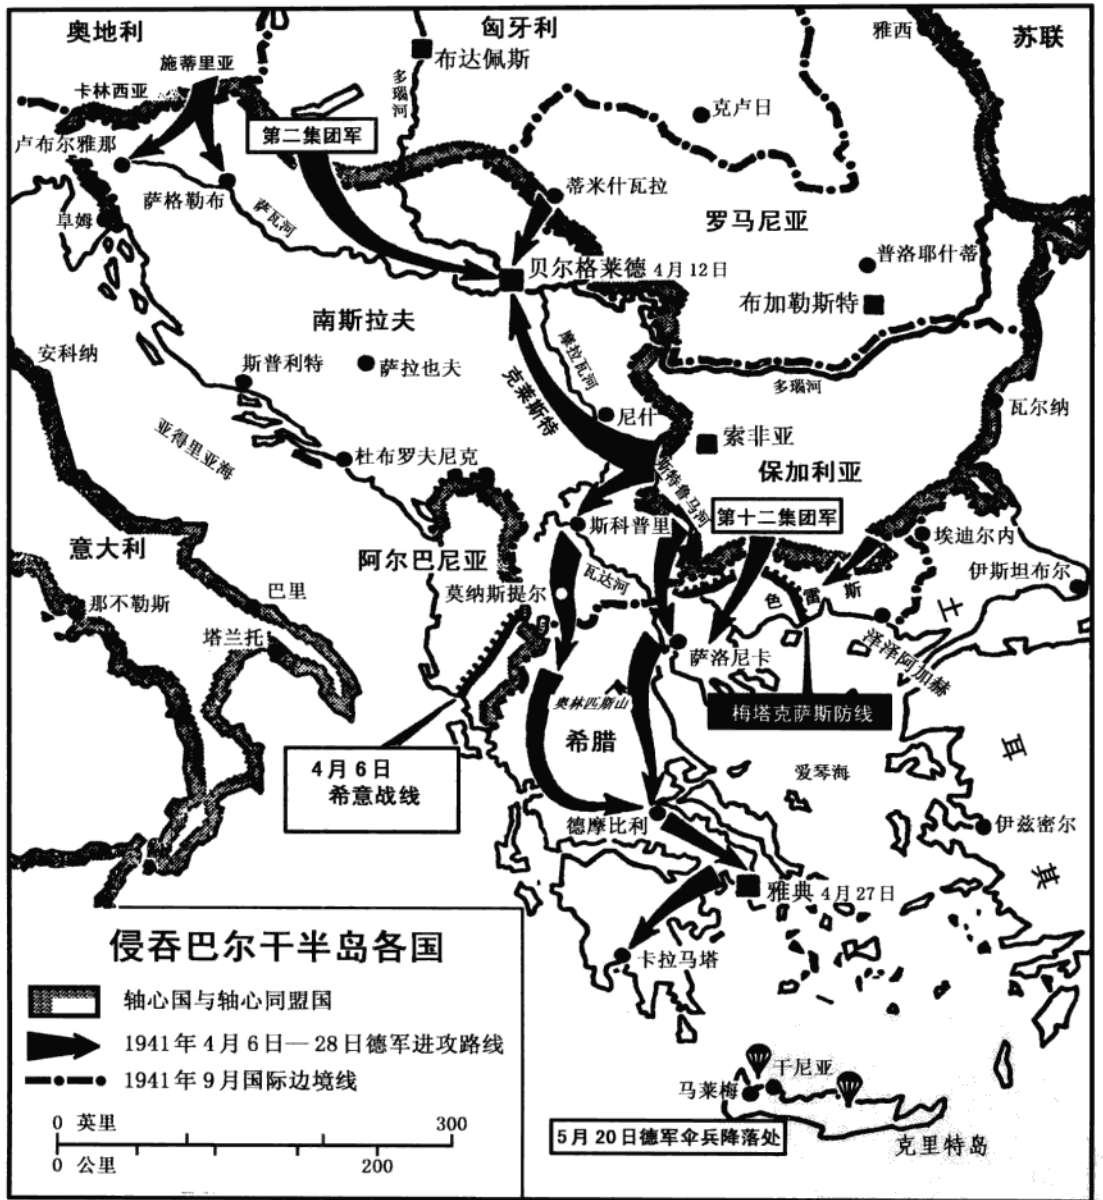 奥地利
匈牙利
苏联
雅西
布达佩斯
施蒂里亚
卡林西亚
多瑙河
克卢日
第二集团军
卢布尔雅那
萨格勒布
蒂米什瓦拉
阜姆
萨瓦河
罗马尼亚
普洛耶什蒂
贝尔格莱德 4月12日
布加勒斯特
南斯拉夫
安科纳
斯普利特
萨拉也夫
摩拉瓦河
克莱斯特
多瑙河
瓦尔纳
尼什
索非亚
亚得里亚海
杜布罗夫尼克
保加利亚
斯特鲁马河
第十二集团军
斯科普里
埃迪尔内
意大利
阿尔巴尼亚
瓦达河
伊斯坦布尔
巴里
莫纳斯提尔
色雷斯
那不勒斯
塔兰托
土耳其
萨洛尼卡
泽泽阿加赫
奥林匹斯山
梅塔克萨斯防线
希腊
4月6日
希意战线
爱琴海
德摩比利
伊兹密尔
雅典 4月27日
卡拉马塔
侵吞巴尔干半岛各国
轴心国与轴心同盟国
1941年4月6日—28日德军进攻路线
1941年9月国际边境线
0 英里 300
0 公里 200
干尼亚
马莱梅
5月20日德军伞兵降落处
克里特岛